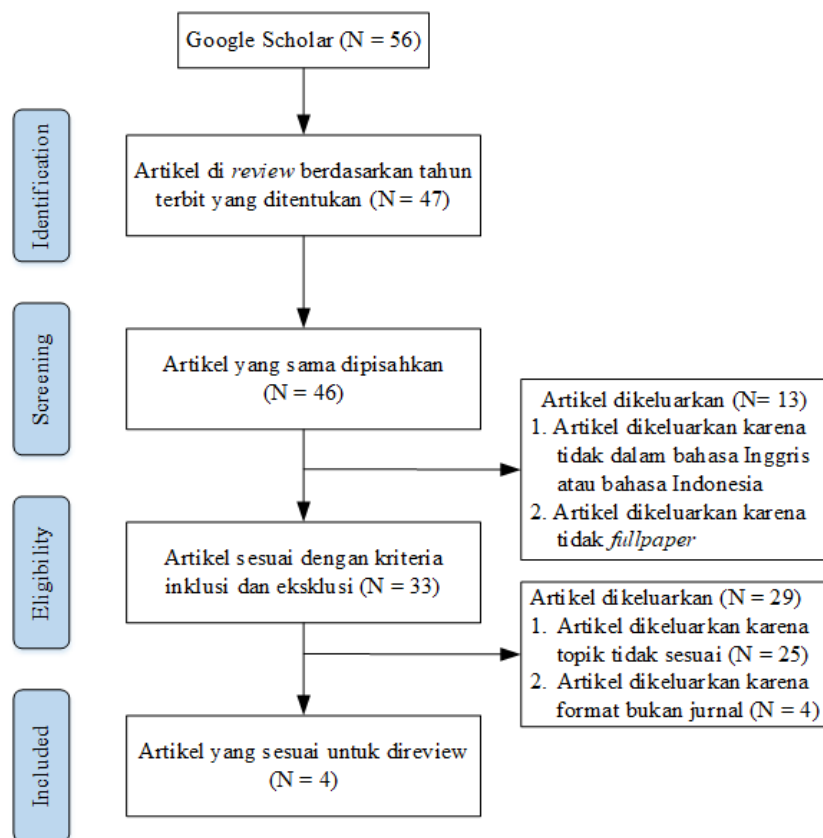 Google Scholar (N = 56)
Identification
Artikel di review berdasarkan tahun
terbit yang ditentukan (N = 47)
Screening
Artikel yang sama dipisahkan
(N = 46)
Artikel dikeluarkan (N= 13)
1. Artikel dikeluarkan karena
tidak dalam bahasa Inggris
atau bahasa Indonesia
2. Artikel dikeluarkan karena
tidak fullpaper
Eligibility
Artikel sesuai dengan kriteria
inklusi dan eksklusi (N = 33)
Artikel dikeluarkan (N = 29)
1. Artikel dikeluarkan karena
topik tidak sesuai (N = 25)
2. Artikel dikeluarkan karena
format bukan jurnal (N = 4)
Included
Artikel yang sesuai untuk direview
(N = 4)